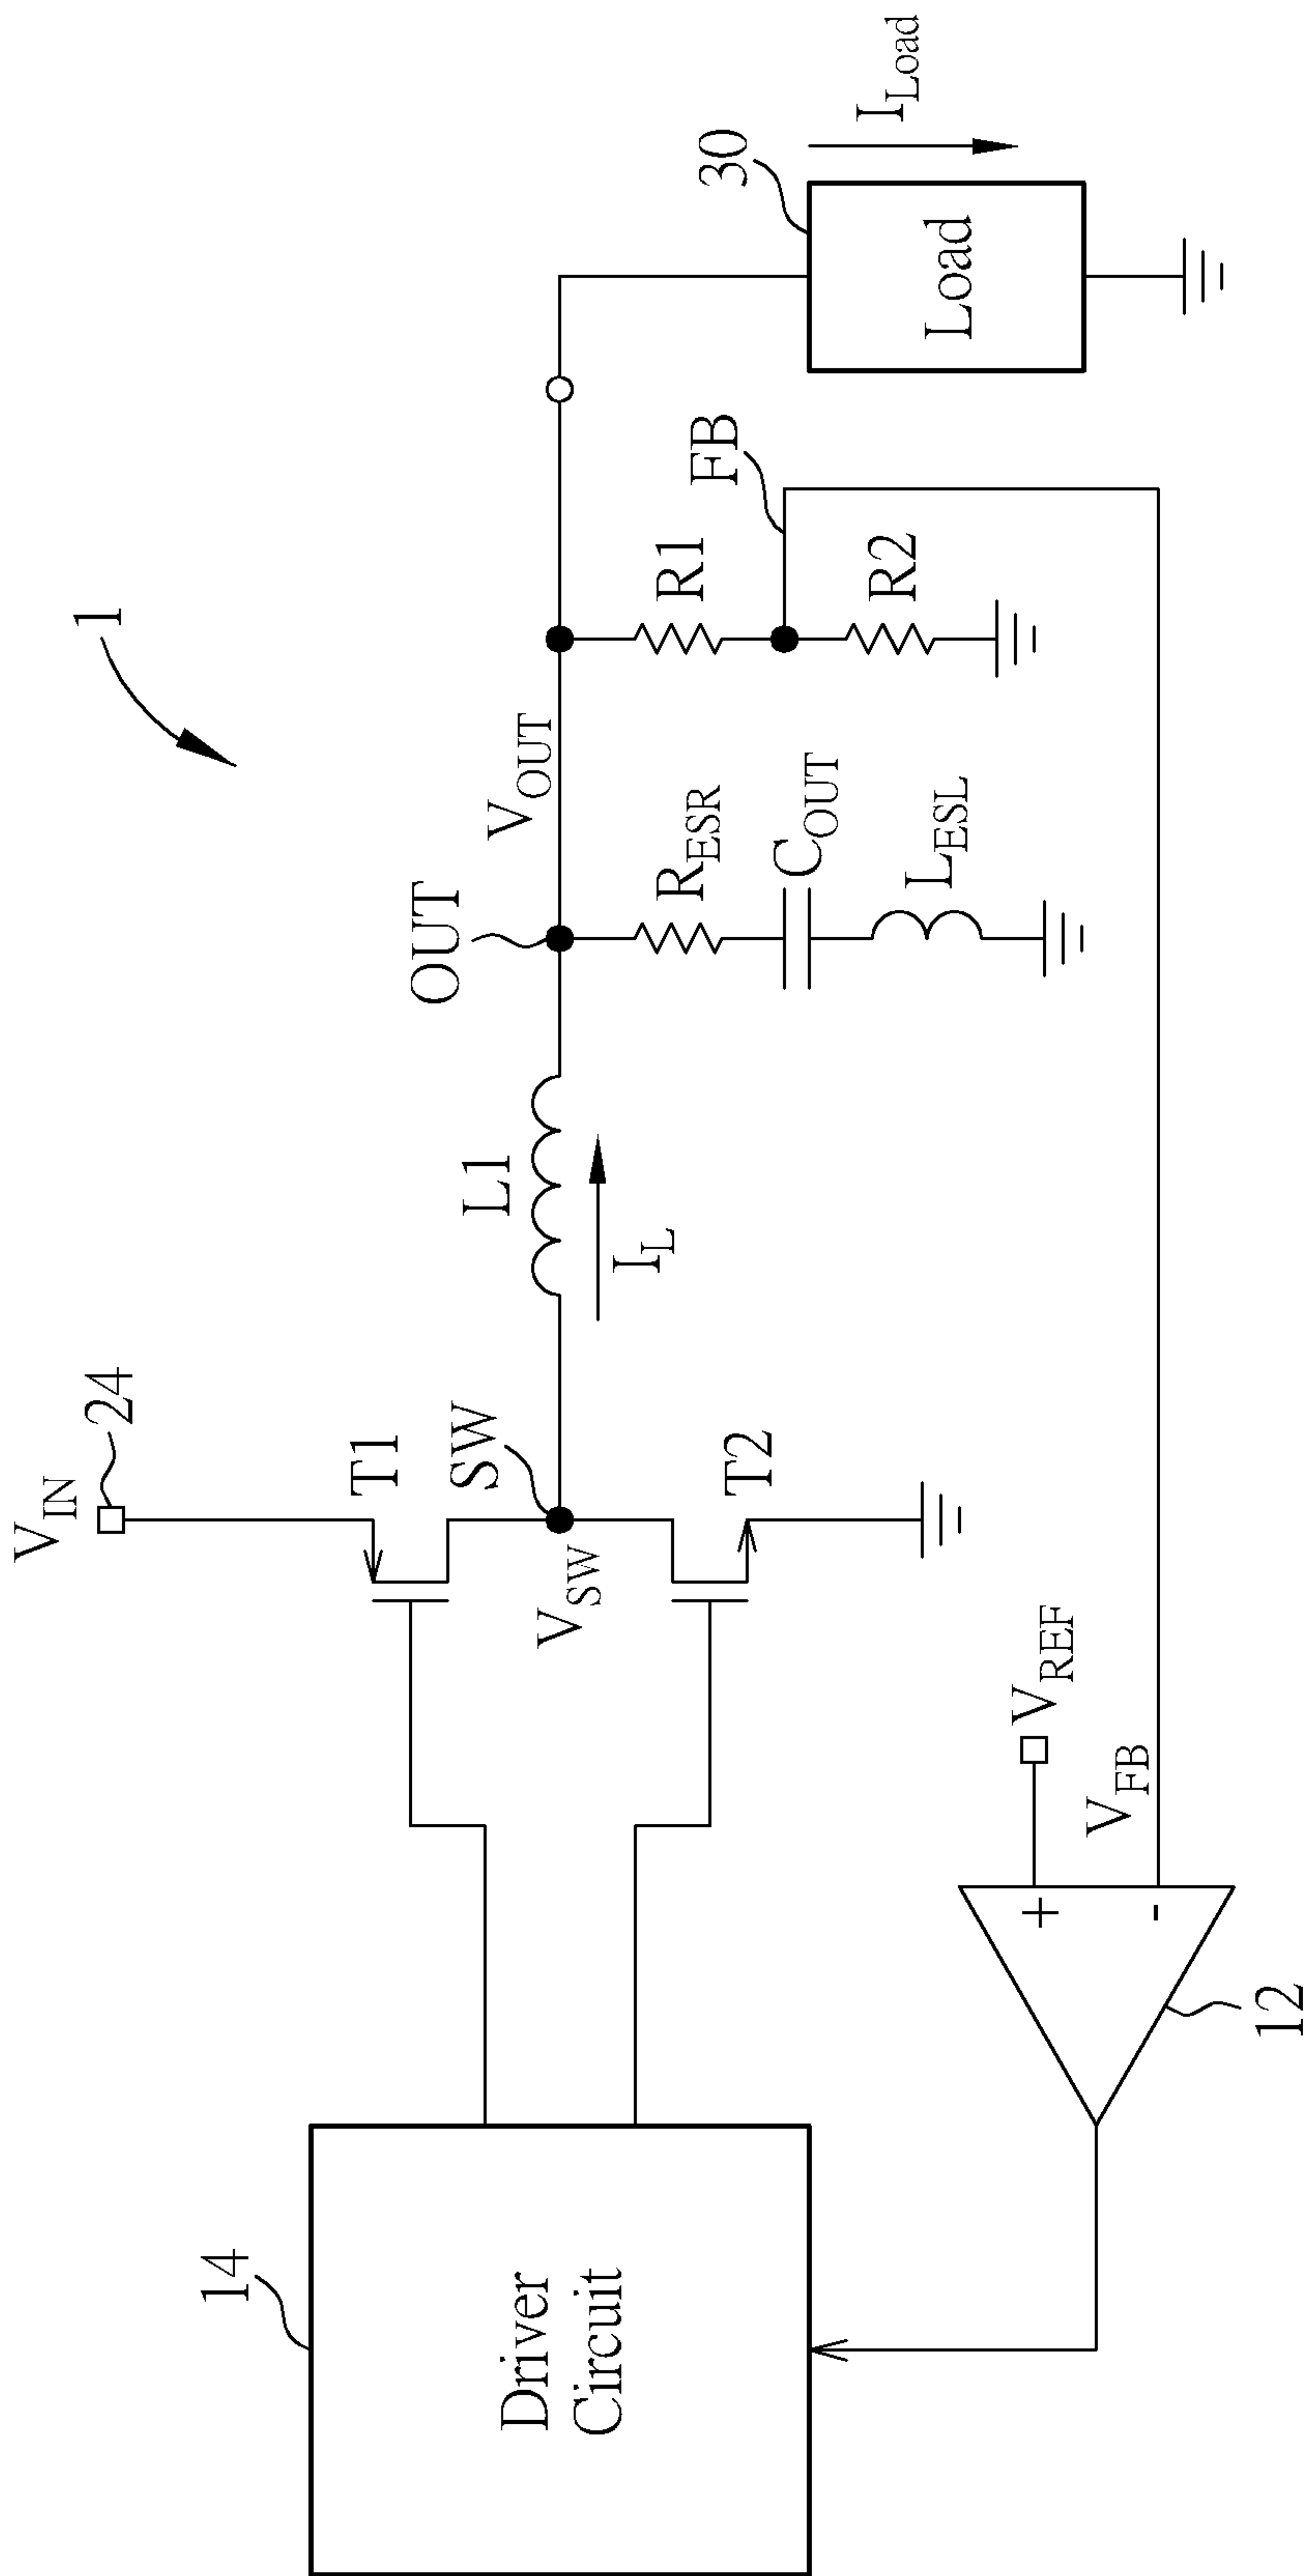 1
V_IN
24
14
T1
SW
V_SW
T2
L1
I_L
OUT
V_OUT
R_ESR
C_OUT
L_ESL
R1
R2
FB
30
Load
I_Load
Driver
Circuit
V_REF
V_FB
+
-
12